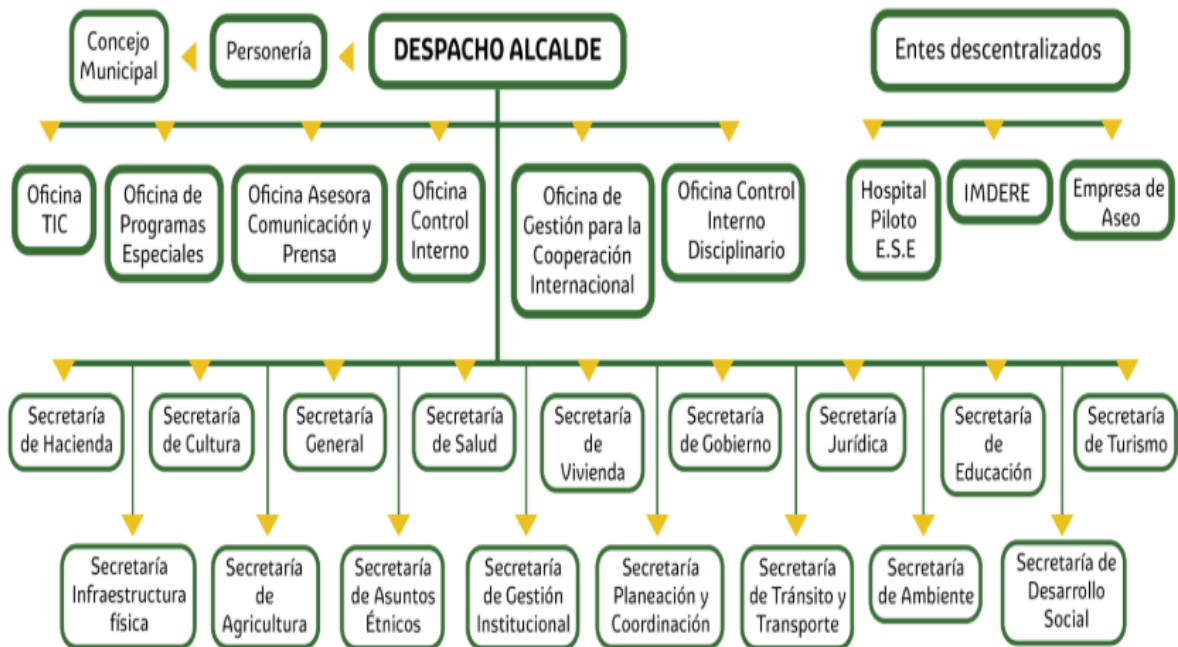 Concejo
Municipal
Personería
DESPACHO ALCALDE
Entes descentralizados
Oficina
TIC
Oficina de
Programas
Especiales
Oficina Asesora
Comunicación y
Prensa
Oficina
Control
Interno
Oficina de
Gestión para la
Cooperación
Internacional
Oficina Control
Interno
Disciplinario
Hospital
Piloto
E.S.E
IMDERE
Empresa de
Aseo
Secretaría
de Hacienda
Secretaría
de Cultura
Secretaría
General
Secretaría
de Salud
Secretaría
de
Vivienda
Secretaría
de Gobierno
Secretaría
Jurídica
Secretaría
de
Educación
Secretaría
de Turismo
Secretaría
Infraestructura
física
Secretaría
de
Agricultura
Secretaría
de Asuntos
Étnicos
Secretaría
de Gestión
Institucional
Secretaría
Planeación y
Coordinación
Secretaría
de Tránsito y
Transporte
Secretaría
de Ambiente
Secretaría de
Desarrollo
Social